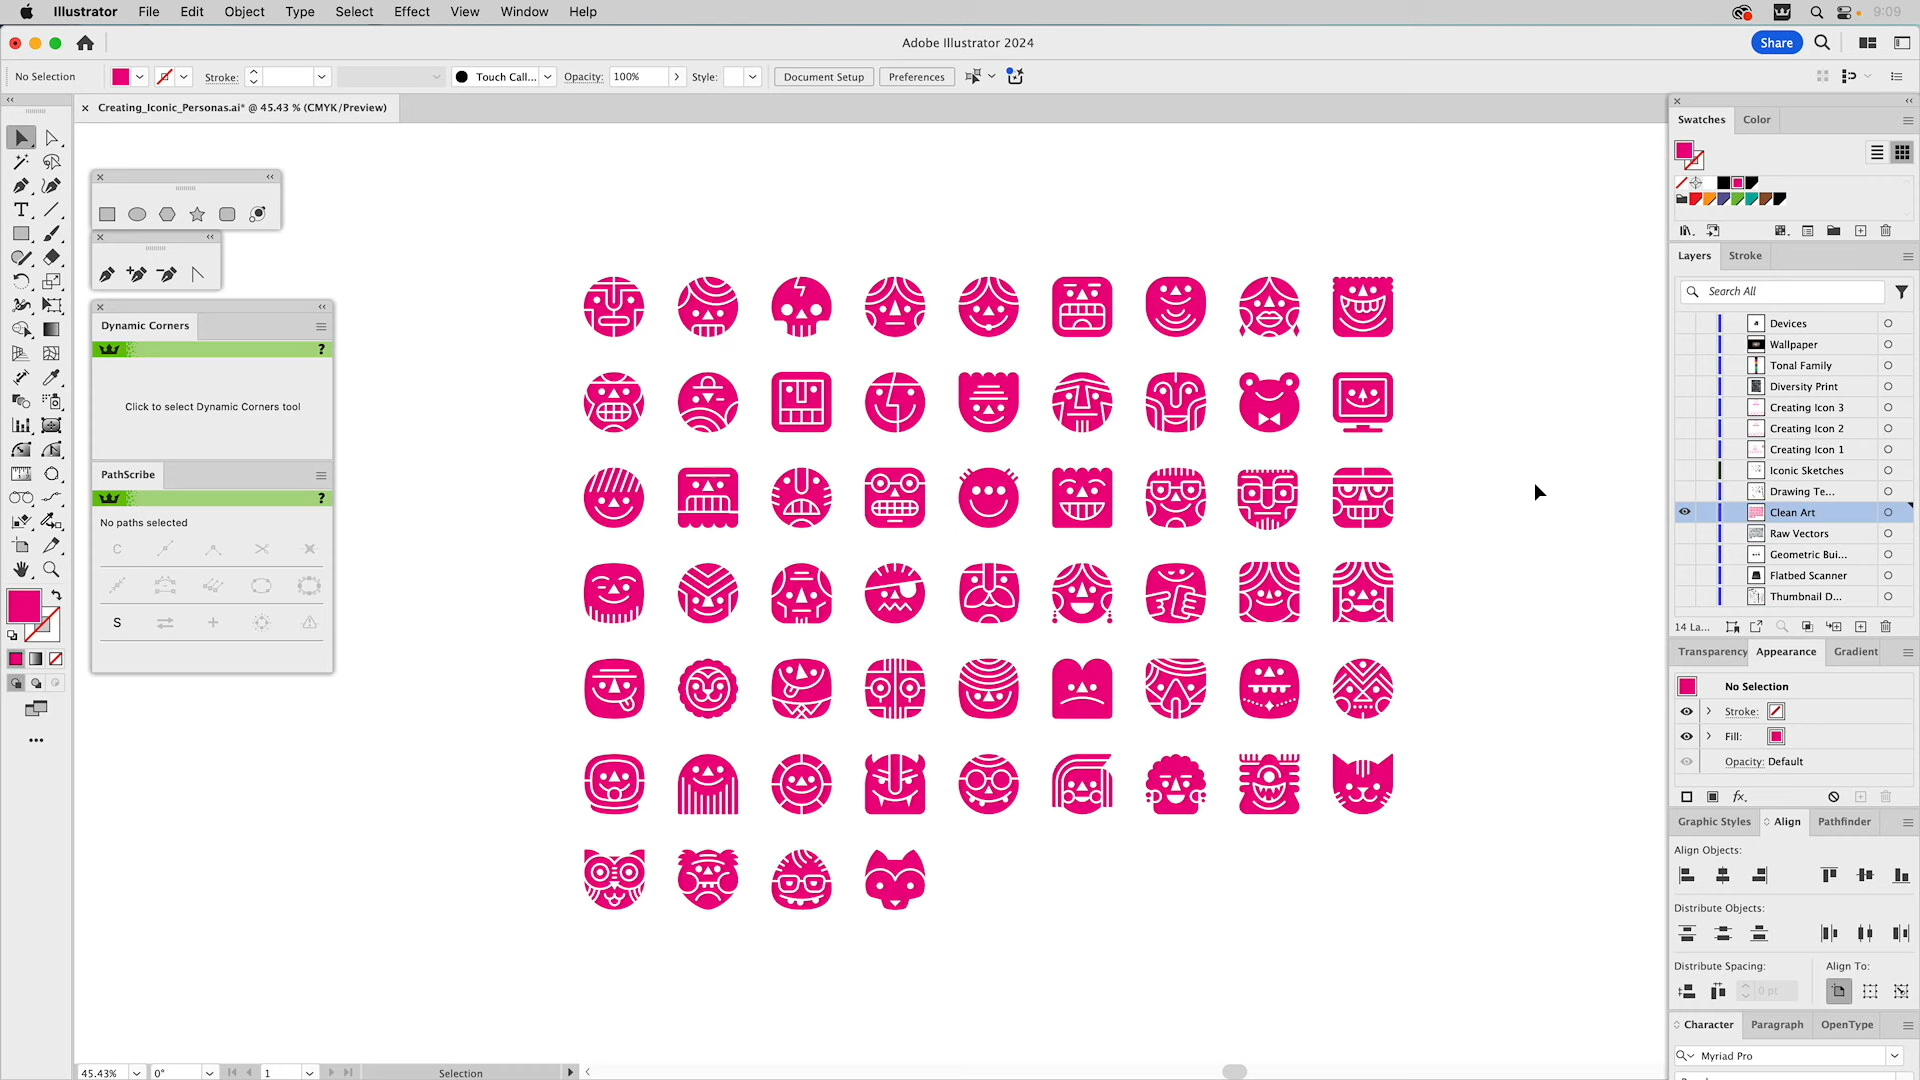 Illustrator File Edit Object Type Select Effect View Window Help 9:09
Adobe Illustrator 2024 Share
No Selection Stroke: Touch Call... Opacity: 100% Style: Document Setup Preferences
Creating_Iconic_Personas.ai* @ 45.43 % (CMYK/Preview)
Swatches Color
Dynamic Corners
?
Click to select Dynamic Corners tool
PathScribe
?
No paths selected
C
S
Layers Stroke
Search All
Devices
Wallpaper
Tonal Family
Diversity Print
Creating Icon 3
Creating Icon 2
Creating Icon 1
Iconic Sketches
Drawing Te...
Clean Art
Raw Vectors
Geometric Bui...
Flatbed Scanner
Thumbnail D...
14 La...
Transparency Appearance Gradient
No Selection
Stroke:
Fill:
Opacity: Default
fx
Graphic Styles Align Pathfinder
Align Objects:
Distribute Objects:
Distribute Spacing: Align To:
0 pt
Character Paragraph OpenType
Myriad Pro
45.43% 0° 1 Selection